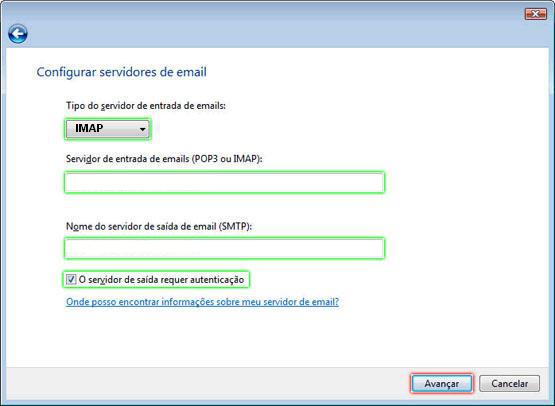 Configurar servidores de email
Tipo do servidor de entrada de emails:
IMAP
Servidor de entrada de emails (POP3 ou IMAP):
Nome do servidor de saída de email (SMTP):
O servidor de saída requer autenticação
Onde posso encontrar informações sobre meu servidor de email?
Avançar
Cancelar